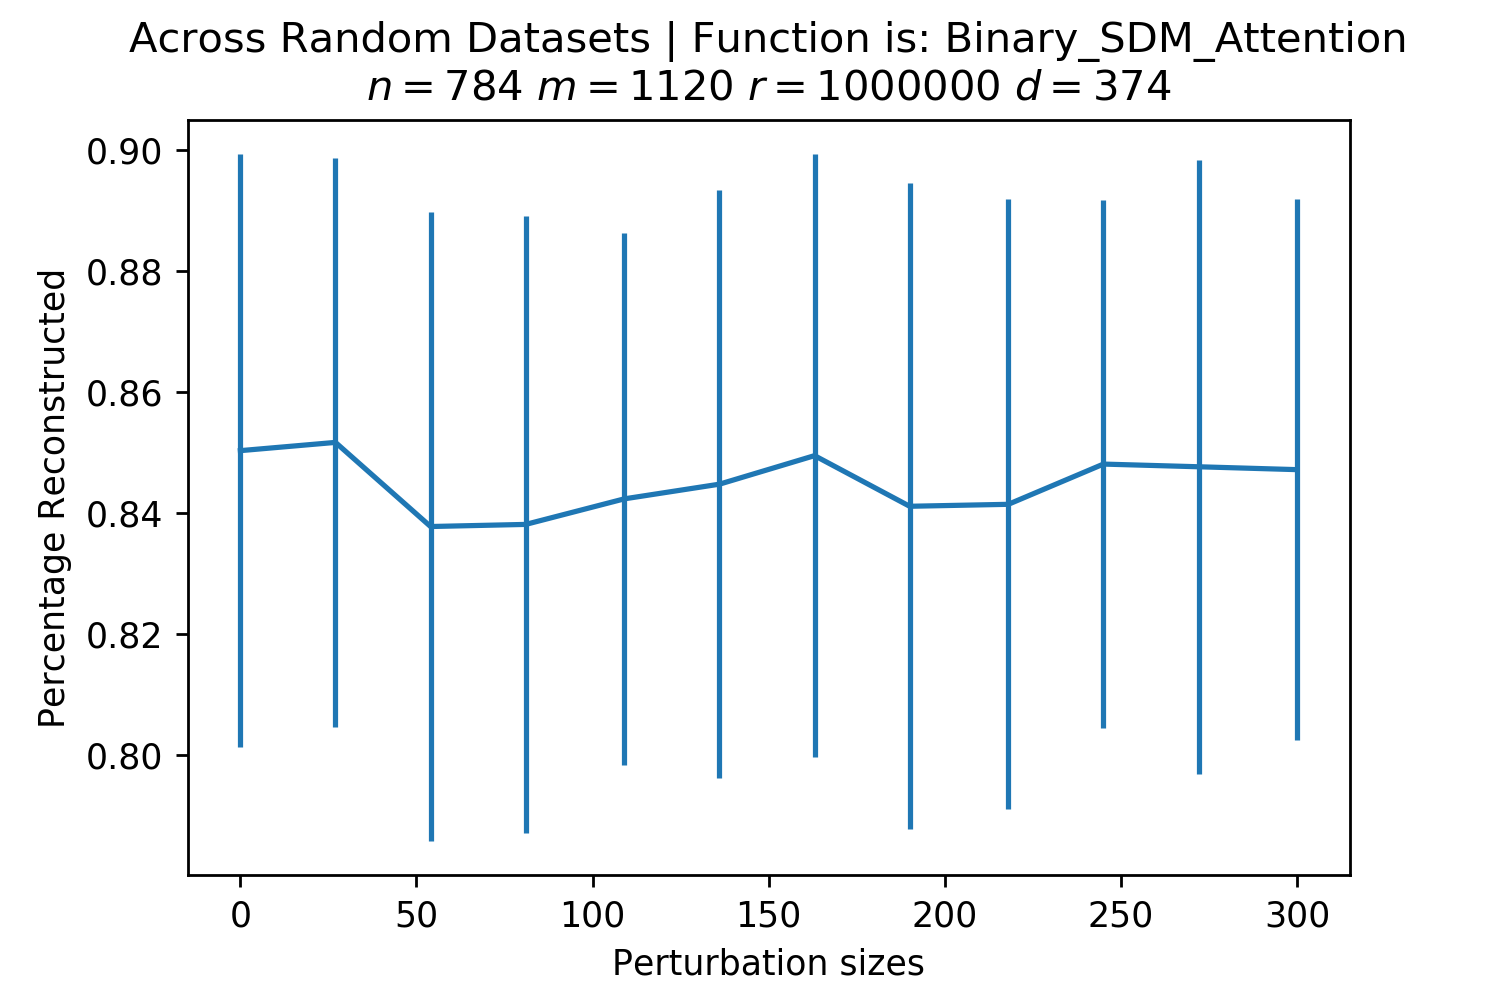 Across Random Datasets | Function is: Binary_SDM_Attention
n = 784 m = 1120 r = 1000000 d = 374
0.90
0.88
0.86
0.84
0.82
0.80
Percentage Reconstructed
0 50 100 150 200 250 300
Perturbation sizes